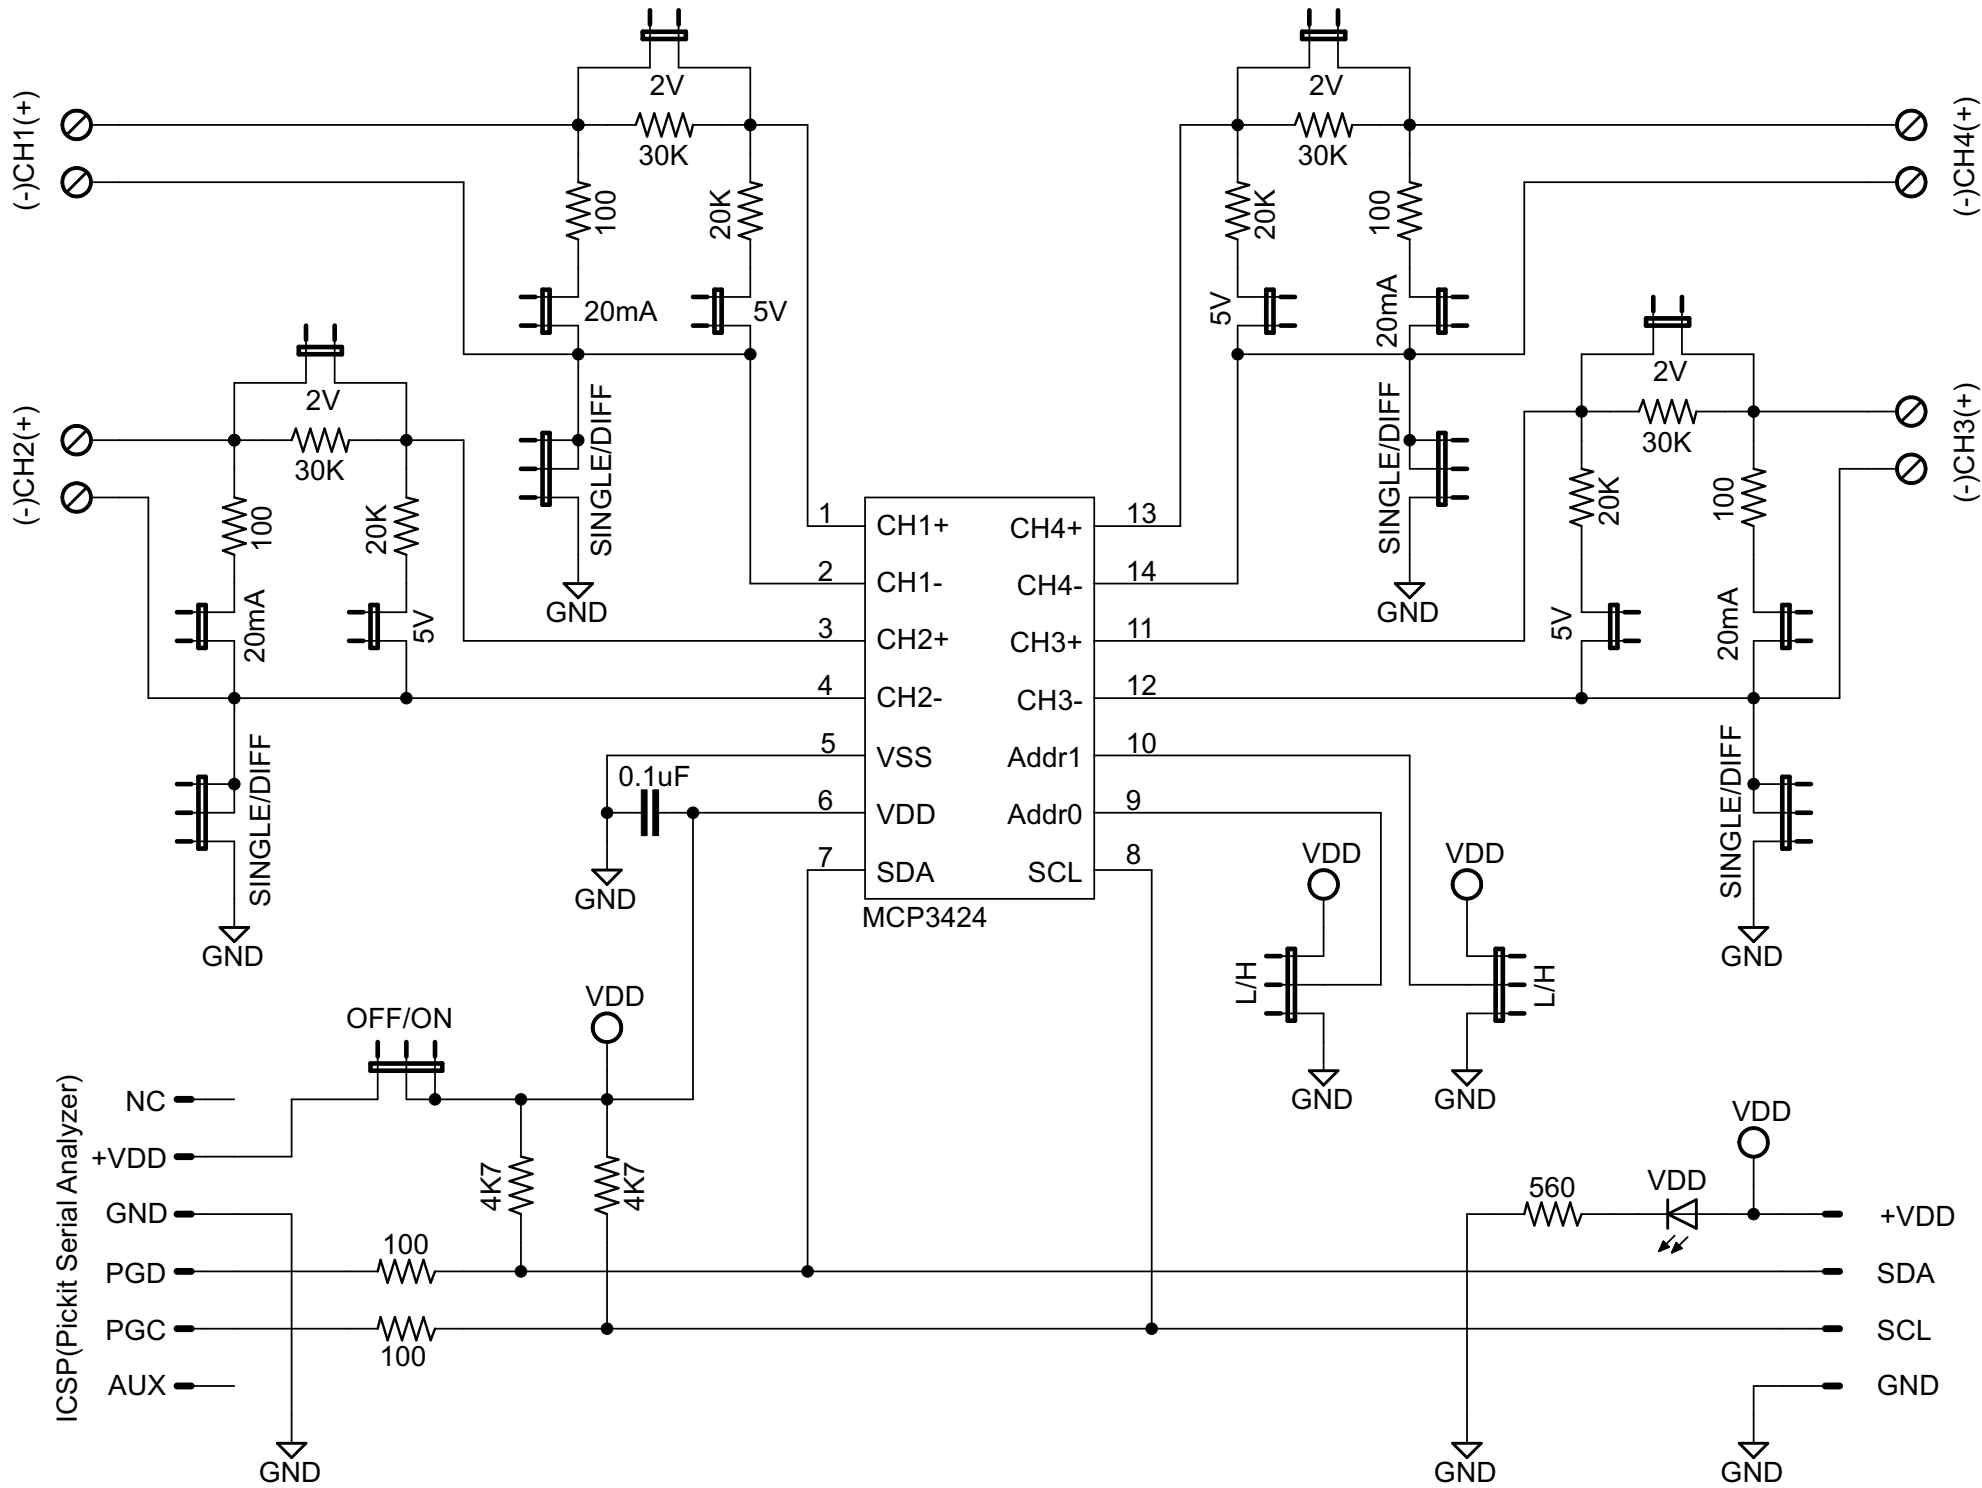 2V
2V
(-)CH1(+)
30K
100
20K
20mA
5V
SINGLE/DIFF
GND
30K
20K
100
5V
20mA
SINGLE/DIFF
GND
(-)CH4(+)
2V
(-)CH2(+)
30K
100
20K
20mA
5V
SINGLE/DIFF
GND
2V
30K
20K
100
5V
20mA
SINGLE/DIFF
GND
(-)CH3(+)
1 CH1+ CH4+ 13
2 CH1- CH4- 14
3 CH2+ CH3+ 11
4 CH2- CH3- 12
5 VSS Addr1 10
6 VDD Addr0 9
7 SDA SCL 8
MCP3424
0.1uF
GND
VDD
VDD
L/H
L/H
GND
GND
OFF/ON
VDD
ICSP(Pickit Serial Analyzer)
NC
+VDD
GND
PGD
PGC
AUX
4K7
4K7
100
100
GND
VDD
560
VDD
+VDD
SDA
SCL
GND
GND
GND